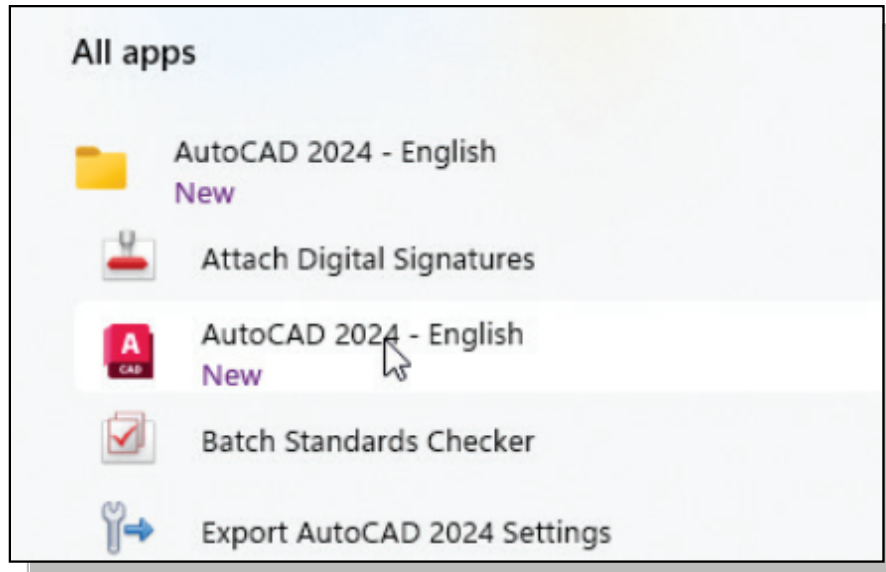 All apps
AutoCAD 2024 - English
New
Attach Digital Signatures
A
CAD
AutoCAD 2024 - English
New
Batch Standards Checker
Export AutoCAD 2024 Settings